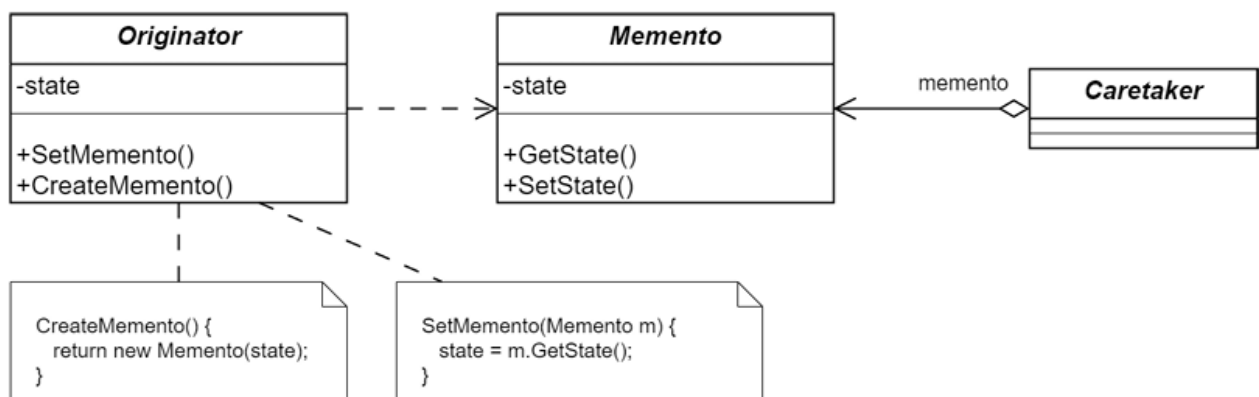 Originator
-state
+SetMemento()
+CreateMemento()
Memento
-state
+GetState()
+SetState()
memento
Caretaker
CreateMemento() {
return new Memento(state);
}
SetMemento(Memento m) {
state = m.GetState();
}